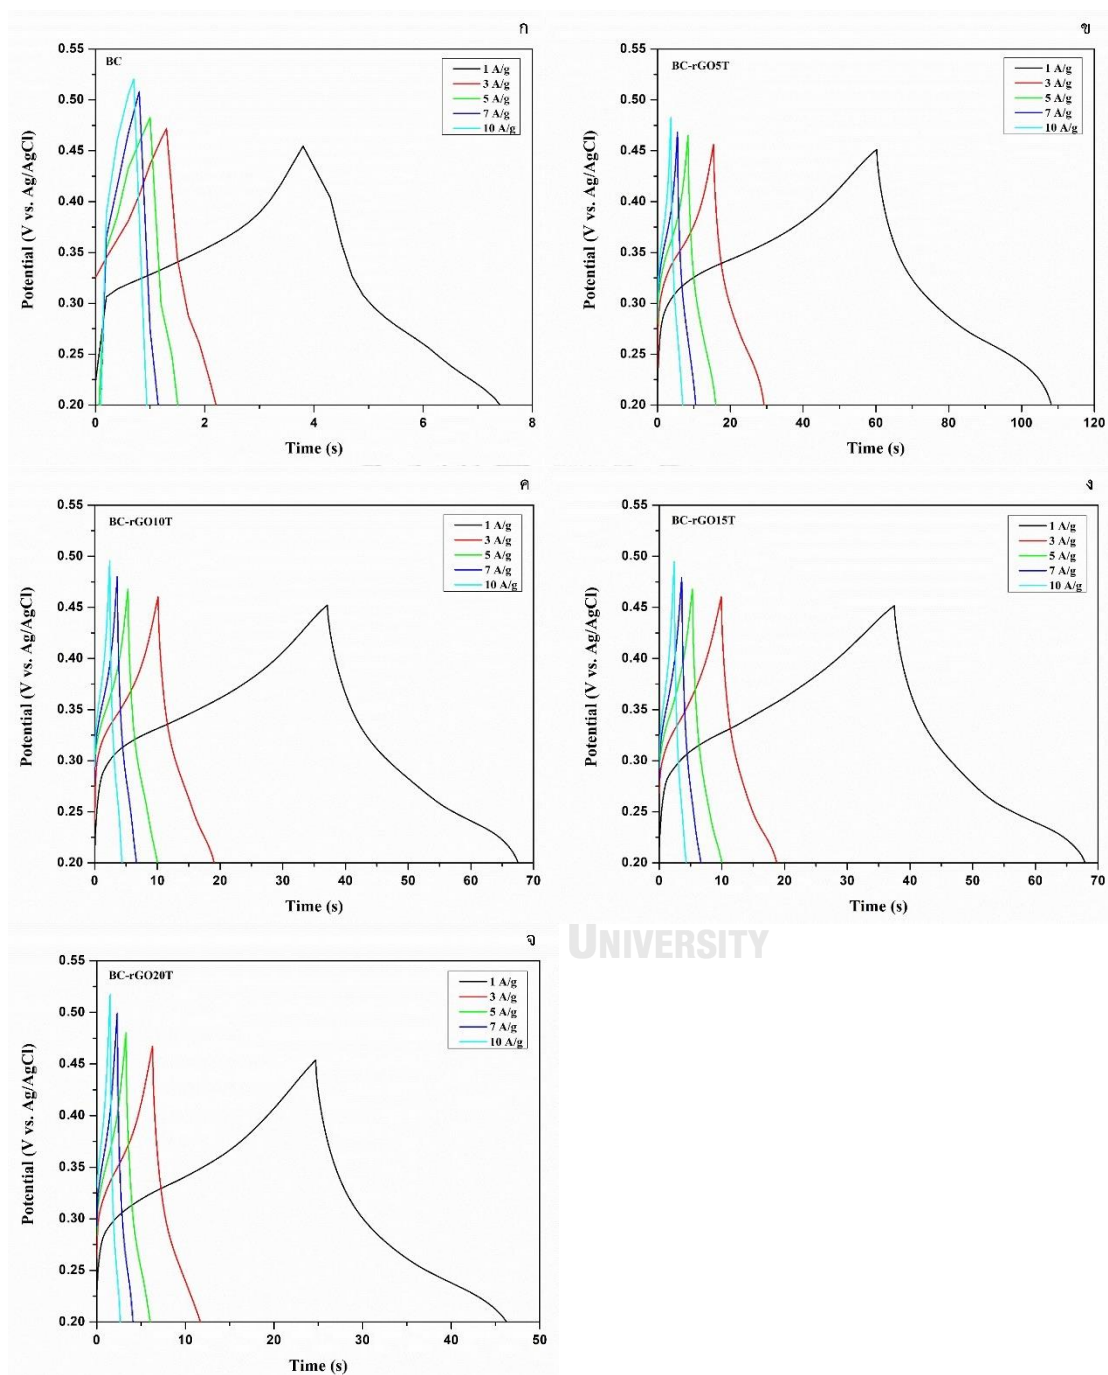 ก
BC
1 A/g
3 A/g
5 A/g
7 A/g
10 A/g
0.55
0.50
0.45
0.40
0.35
0.30
0.25
0.20
Potential (V vs. Ag/AgCl)
0 2 4 6 8
Time (s)
ข
BC-rGO5T
1 A/g
3 A/g
5 A/g
7 A/g
10 A/g
0.55
0.50
0.45
0.40
0.35
0.30
0.25
0.20
Potential (V vs. Ag/AgCl)
0 20 40 60 80 100 120
Time (s)
ค
BC-rGO10T
1 A/g
3 A/g
5 A/g
7 A/g
10 A/g
0.55
0.50
0.45
0.40
0.35
0.30
0.25
0.20
Potential (V vs. Ag/AgCl)
0 10 20 30 40 50 60 70
Time (s)
ง
BC-rGO15T
1 A/g
3 A/g
5 A/g
7 A/g
10 A/g
0.55
0.50
0.45
0.40
0.35
0.30
0.25
0.20
Potential (V vs. Ag/AgCl)
0 10 20 30 40 50 60 70
Time (s)
UNIVERSITY
จ
BC-rGO20T
1 A/g
3 A/g
5 A/g
7 A/g
10 A/g
0.55
0.50
0.45
0.40
0.35
0.30
0.25
0.20
Potential (V vs. Ag/AgCl)
0 10 20 30 40 50
Time (s)